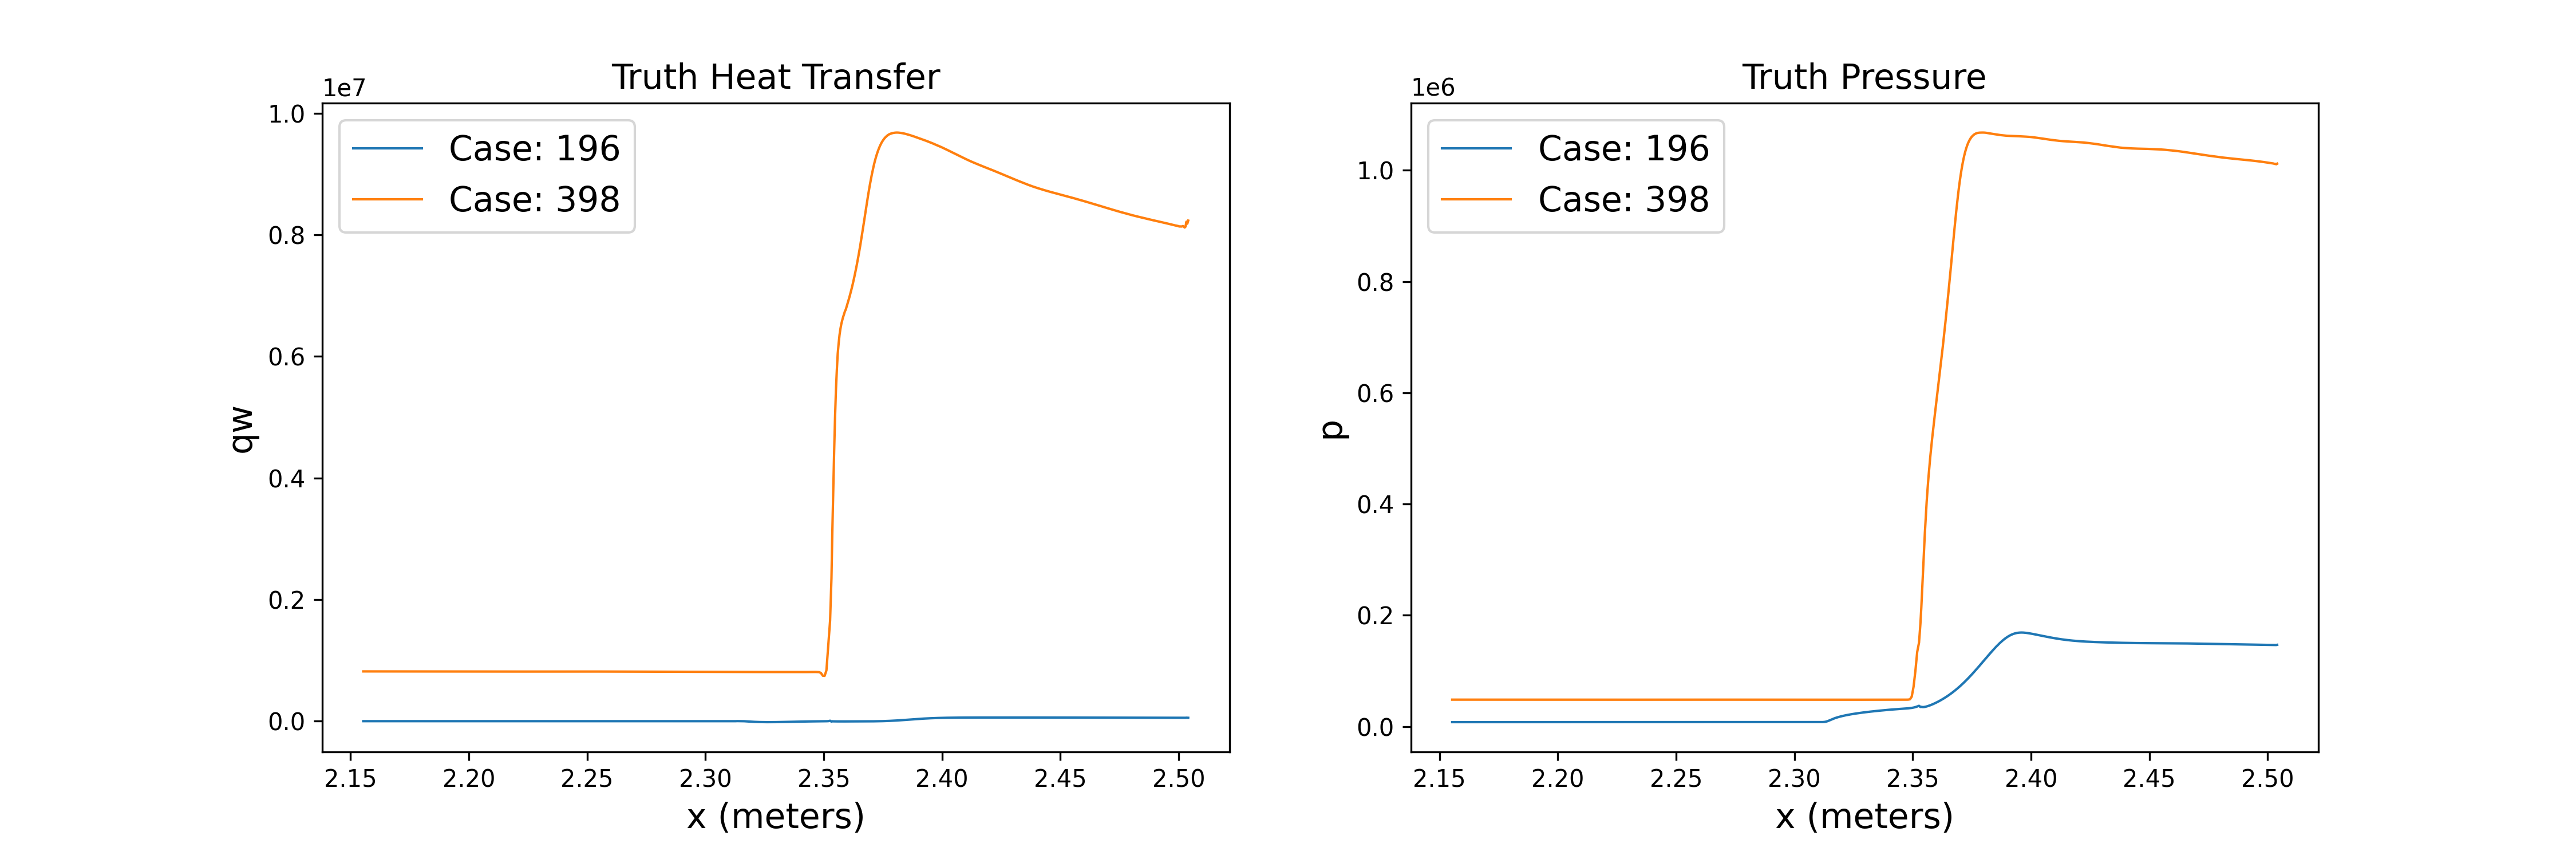 Truth Heat Transfer
1e7
Case: 196
Case: 398
1.0
0.8
0.6
0.4
0.2
0.0
qw
2.15 2.20 2.25 2.30 2.35 2.40 2.45 2.50
x (meters)
Truth Pressure
1e6
Case: 196
Case: 398
1.0
0.8
0.6
0.4
0.2
0.0
p
2.15 2.20 2.25 2.30 2.35 2.40 2.45 2.50
x (meters)